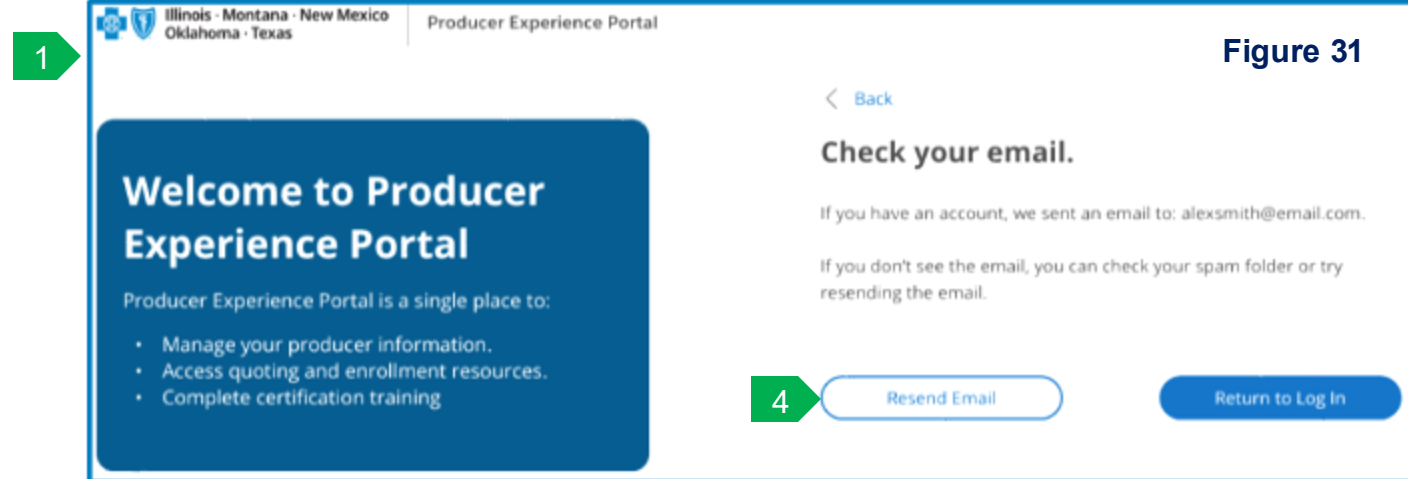 Illinois · Montana · New Mexico
Oklahoma · Texas
Producer Experience Portal
1
Figure 31
Back
Check your email.
If you have an account, we sent an email to: alexsmith@email.com.
If you don't see the email, you can check your spam folder or try
resending the email.
Welcome to Producer
Experience Portal
Producer Experience Portal is a single place to:
• Manage your producer information.
• Access quoting and enrollment resources.
• Complete certification training
4
Resend Email
Return to Log In